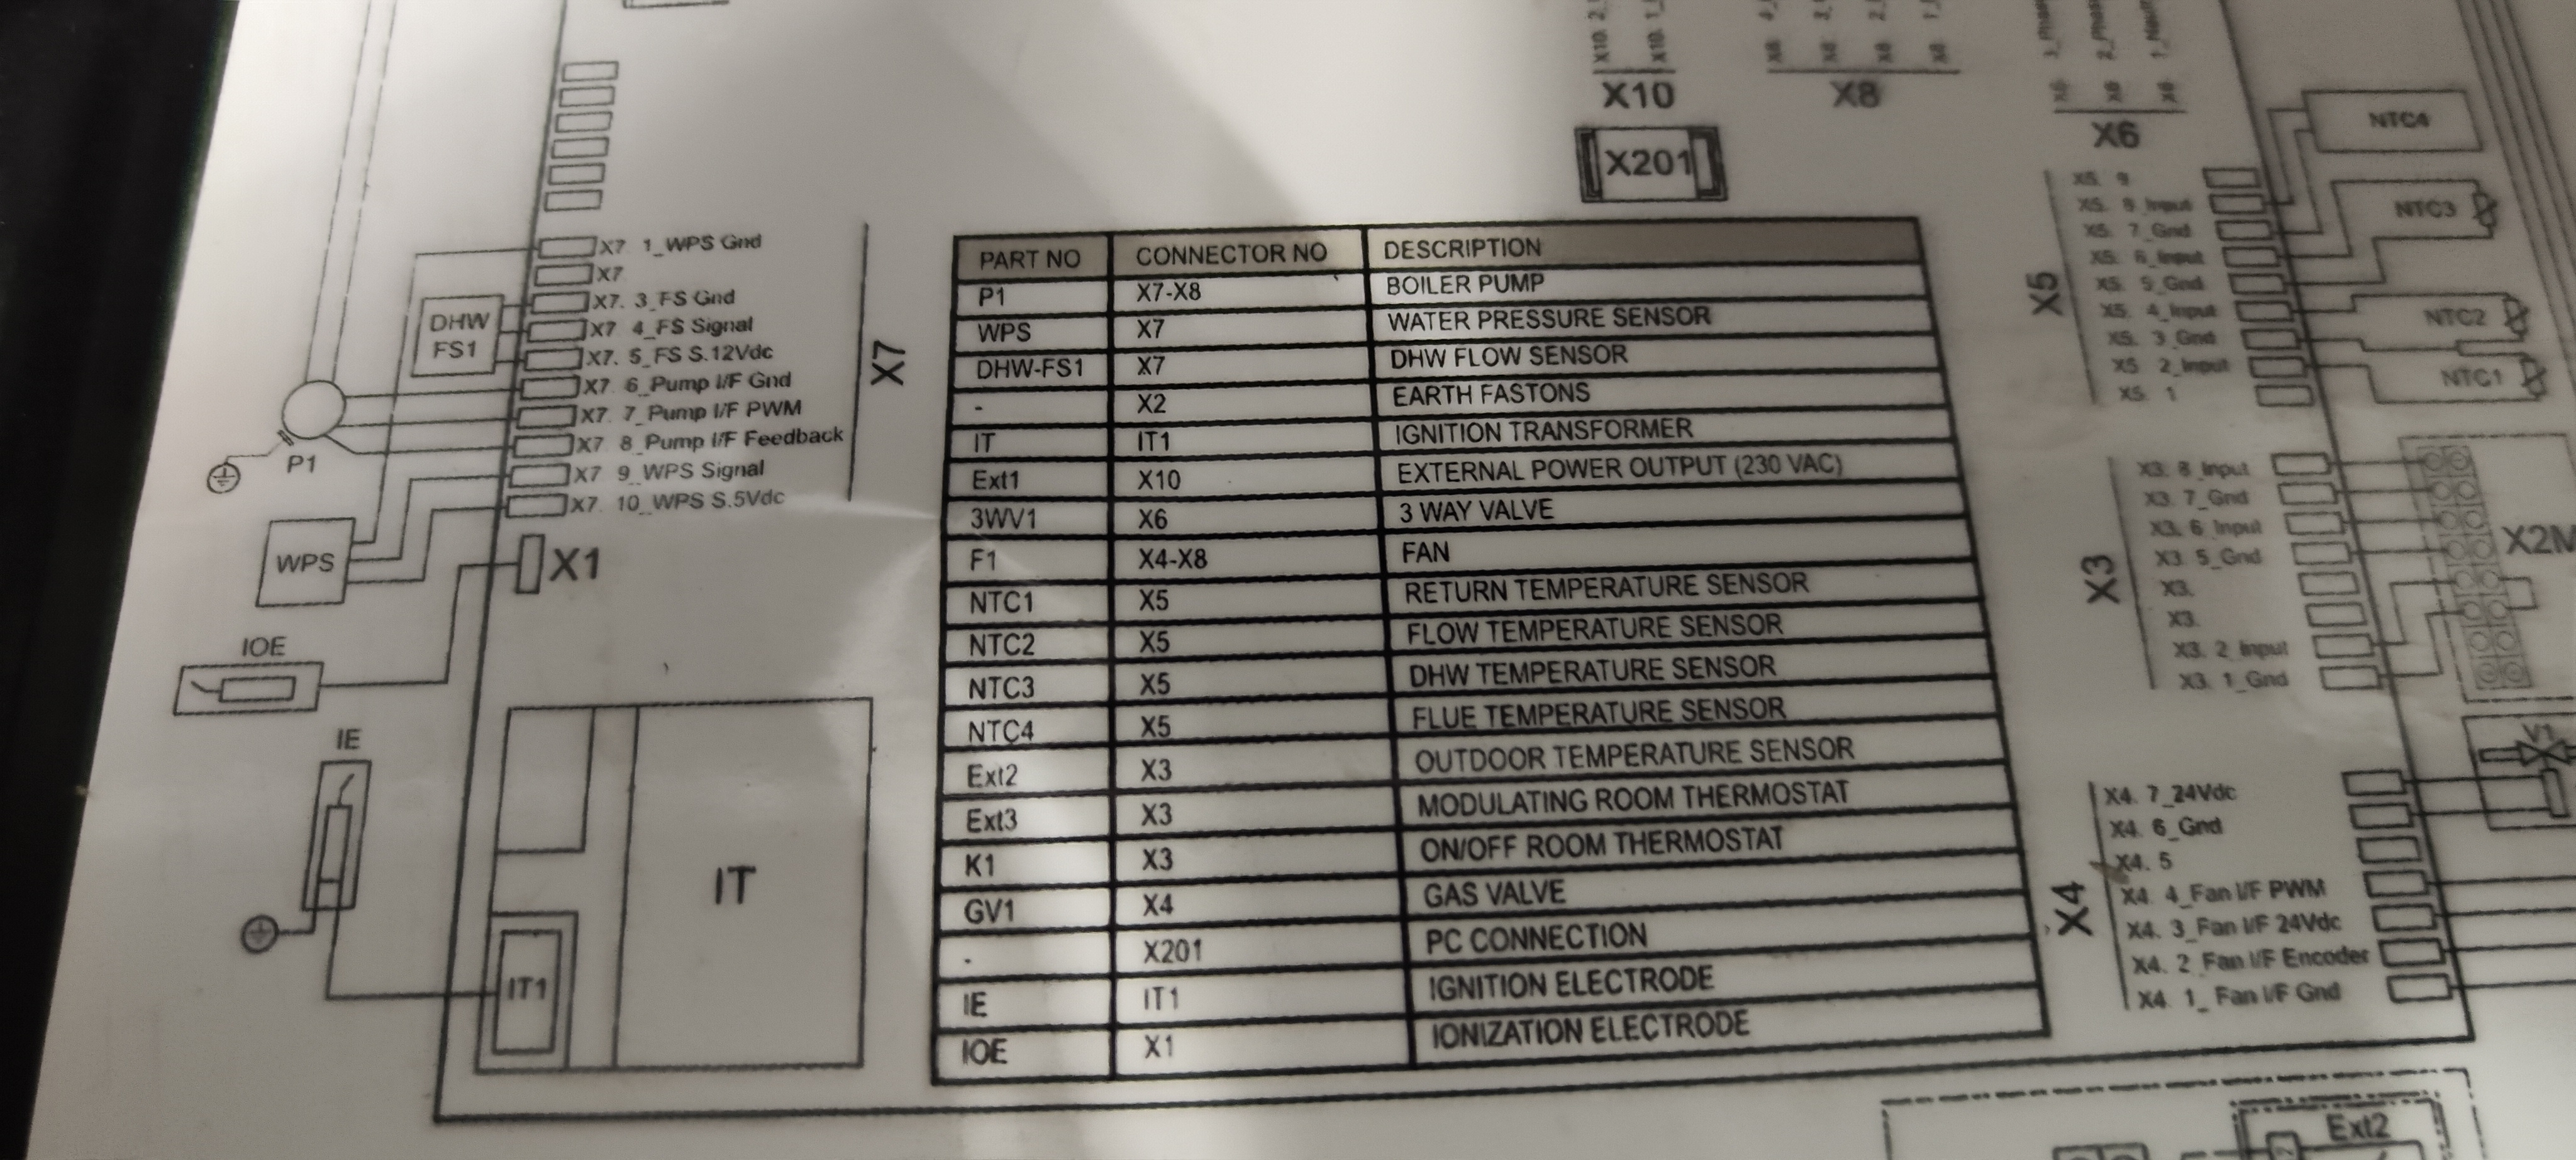 X10
X8
X6
X201
NTC4
NTC3
NTC2
NTC1
X7 1_WPS Gnd
X7
X7. 3_FS Gnd
X7 4_FS Signal
X7. 5_FS S.12Vdc
X7. 6_Pump I/F Gnd
X7. 7_Pump I/F PWM
X7 8_Pump I/F Feedback
X7 9_WPS Signal
X7. 10_WPS S.5Vdc
X7
DHW
FS1
P1
WPS
X1
IOE
IE
IT
IT1
PART NO CONNECTOR NO DESCRIPTION
P1 X7-X8 BOILER PUMP
WPS X7 WATER PRESSURE SENSOR
DHW-FS1 X7 DHW FLOW SENSOR
- X2 EARTH FASTONS
IT IT1 IGNITION TRANSFORMER
Ext1 X10 EXTERNAL POWER OUTPUT (230 VAC)
3WV1 X6 3 WAY VALVE
F1 X4-X8 FAN
NTC1 X5 RETURN TEMPERATURE SENSOR
NTC2 X5 FLOW TEMPERATURE SENSOR
NTC3 X5 DHW TEMPERATURE SENSOR
NTC4 X5 FLUE TEMPERATURE SENSOR
Ext2 X3 OUTDOOR TEMPERATURE SENSOR
Ext3 X3 MODULATING ROOM THERMOSTAT
K1 X3 ON/OFF ROOM THERMOSTAT
GV1 X4 GAS VALVE
- X201 PC CONNECTION
IE IT1 IGNITION ELECTRODE
IOE X1 IONIZATION ELECTRODE
X5
X5. 9
X5. 8_Input
X5. 7_Gnd
X5. 6_Input
X5. 5_Gnd
X5. 4_Input
X5. 3_Gnd
X5 2_Input
X5. 1
X3
X3. 8_Input
X3. 7_Gnd
X3. 6 Input
X3. 5_Gnd
X3.
X3.
X3. 2_Input
X3. 1_Gnd
X2M
V1
X4
X4. 7_24Vdc
X4. 6_Gnd
X4. 5
X4. 4_Fan I/F PWM
X4. 3_Fan I/F 24Vdc
X4. 2_Fan I/F Encoder
X4. 1_ Fan I/F Gnd
Ext2